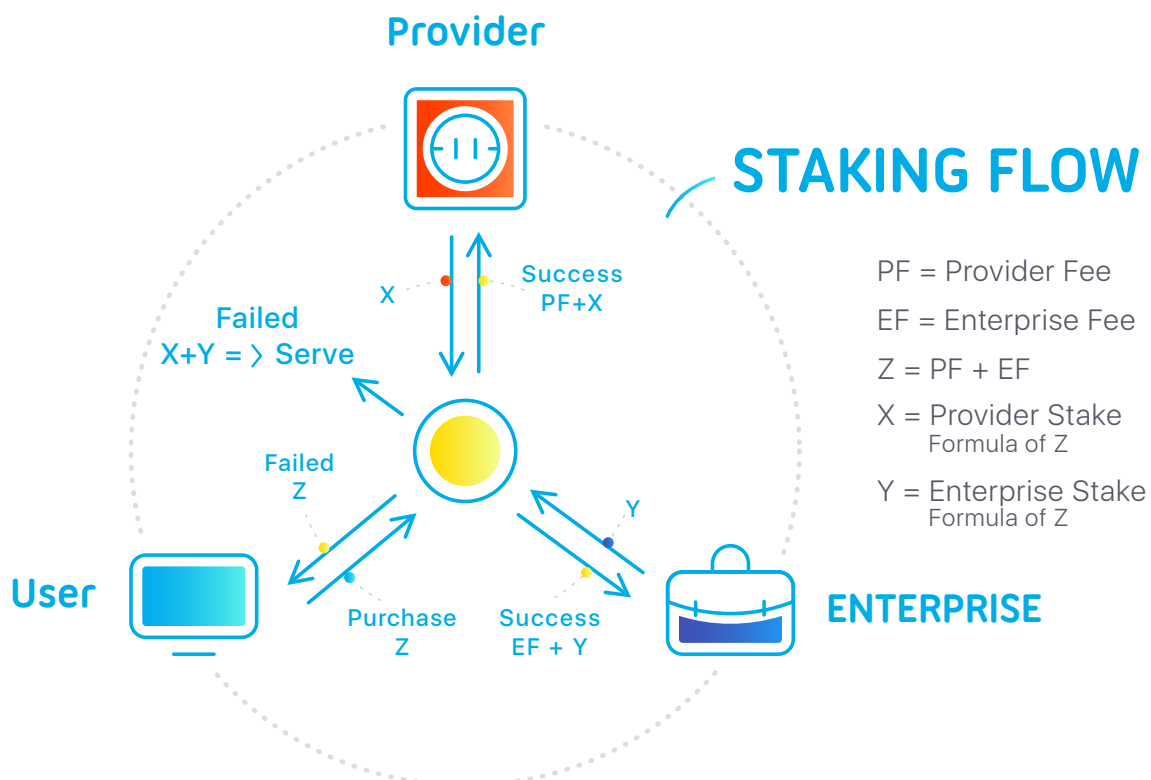 Provider
STAKING FLOW
PF = Provider Fee
EF = Enterprise Fee
Z = PF + EF
X = Provider Stake
Formula of Z
Y = Enterprise Stake
Formula of Z
X
Success
PF+X
Failed
X+Y = > Serve
Failed
Z
Y
User
Purchase
Z
Success
EF + Y
ENTERPRISE